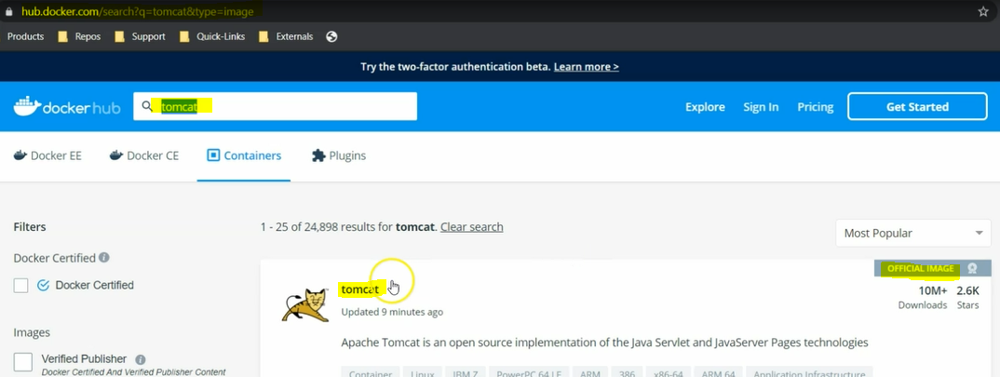 hub.docker.com/search?q=tomcat&type=image
Products Repos Support Quick-Links Externals
Try the two-factor authentication beta. Learn more >
docker hub tomcat Explore Sign In Pricing Get Started
Docker EE Docker CE Containers Plugins
Filters
1 - 25 of 24,898 results for tomcat. Clear search
Most Popular
Docker Certified
Docker Certified
Images
Verified Publisher
Docker Certified And Verified Publisher Content
OFFICIAL IMAGE
tomcat
10M+ 2.6K
Downloads Stars
Updated 9 minutes ago
Apache Tomcat is an open source implementation of the Java Servlet and JavaServer Pages technologies
Container Linux IBM Z PowerPC 64 LE ARM 386 x86-64 ARM 64 Application Infrastructure